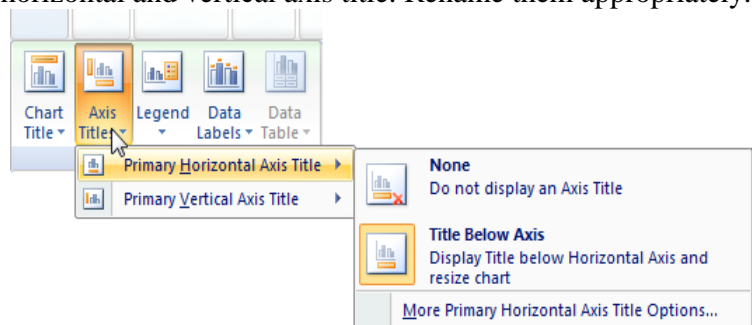 horizontal and vertical axis title. Rename them appropriately.
Chart Title
Axis Titles
Legend
Data Labels
Data Table
Primary Horizontal Axis Title
Primary Vertical Axis Title
None
Do not display an Axis Title
Title Below Axis
Display Title below Horizontal Axis and
resize chart
More Primary Horizontal Axis Title Options...